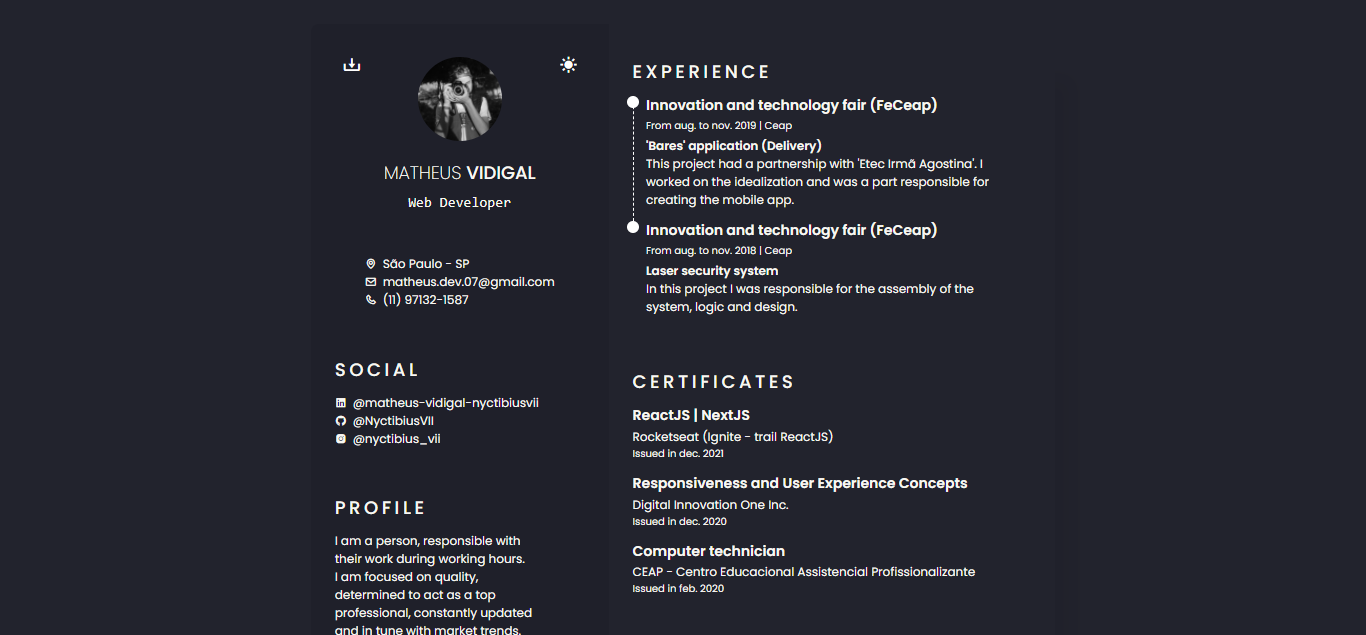 MATHEUS VIDIGAL
Web Developer
São Paulo - SP
matheus.dev.07@gmail.com
(11) 97132-1587
SOCIAL
@matheus-vidigal-nyctibiusvii
@NyctibiusVII
@nyctibius_vii
PROFILE
I am a person, responsible with
their work during working hours.
I am focused on quality,
determined to act as a top
professional, constantly updated
and in tune with market trends.
EXPERIENCE
Innovation and technology fair (FeCeap)
From aug. to nov. 2019 | Ceap
'Bares' application (Delivery)
This project had a partnership with 'Etec Irmã Agostina'. I
worked on the idealization and was a part responsible for
creating the mobile app.
Innovation and technology fair (FeCeap)
From aug. to nov. 2018 | Ceap
Laser security system
In this project I was responsible for the assembly of the
system, logic and design.
CERTIFICATES
ReactJS | NextJS
Rocketseat (Ignite - trail ReactJS)
Issued in dec. 2021
Responsiveness and User Experience Concepts
Digital Innovation One Inc.
Issued in dec. 2020
Computer technician
CEAP - Centro Educacional Assistencial Profissionalizante
Issued in feb. 2020